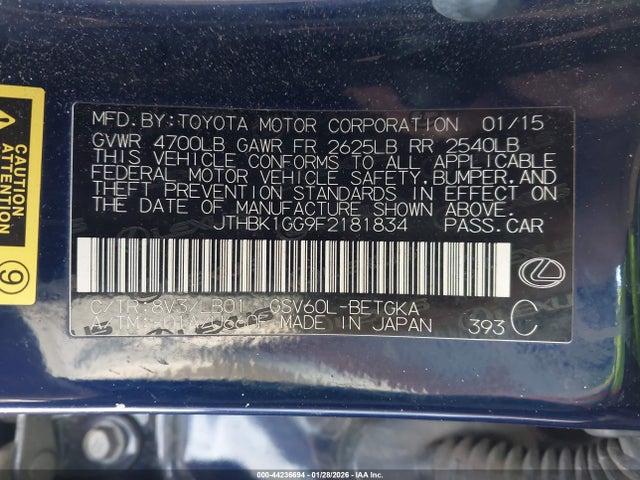 MFD.BY:TOYOTA MOTOR CORPORATION 01/15
GVWR 4700LB GAWR FR 2625LB RR 2540LB
THIS VEHICLE CONFORMS TO ALL APPLICABLE
FEDERAL MOTOR VEHICLE SAFETY,BUMPER,AND
THEFT PREVENTION STANDARDS IN EFFECT ON
THE DATE OF MANUFACTURE SHOWN ABOVE.
JTHBK1GG9F2181834 PASS.CAR
C/TR:8V3/LB01 GSV60L-BETGKA
MADE IN JAPAN 393 C
Attention
9
000-44236694 | 01/28/2026 | IAA Inc.